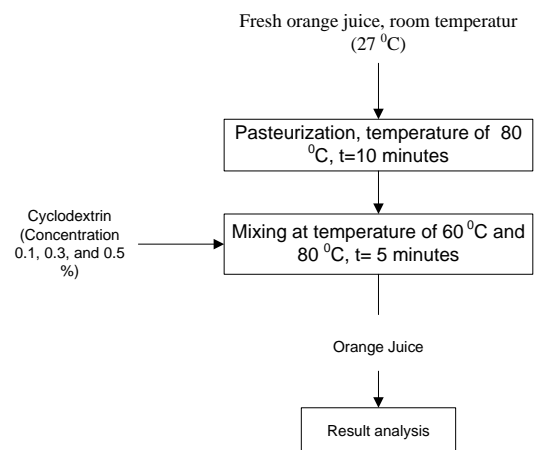 Fresh orange juice, room temperatur
(27 ⁰C)
Pasteurization, temperature of 80
⁰C, t=10 minutes
Cyclodextrin
(Concentration
0.1, 0.3, and 0.5
%)
Mixing at temperature of 60 ⁰C and
80 ⁰C, t= 5 minutes
Orange Juice
Result analysis